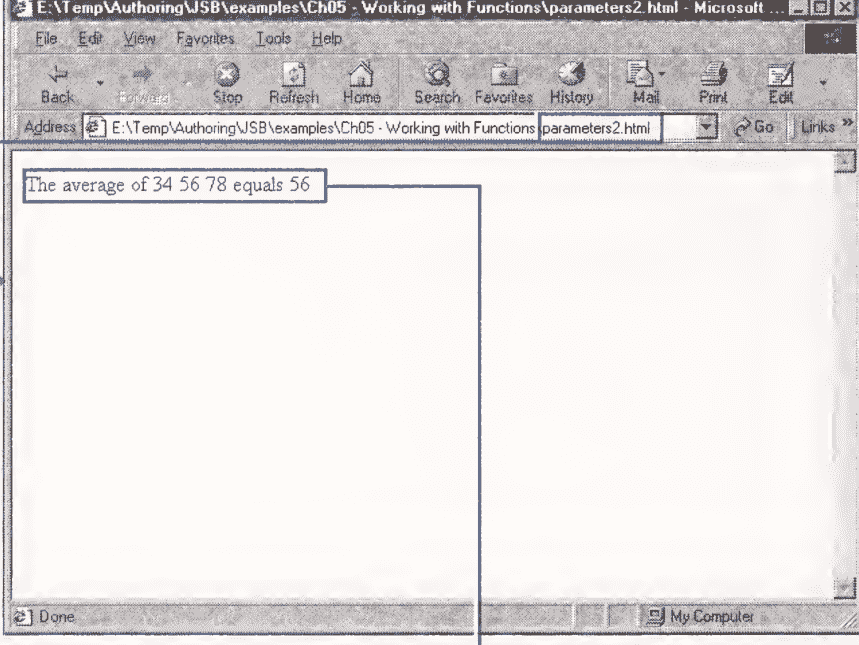 E:\Temp\Authoring\JSB\examples\Ch05 - Working with Functions\parameters2.html - Microsoft ...
File Edit View Favorites Tools Help
Back Forward Stop Refresh Home Search Favorites History Mail Print Edit
Address E:\Temp\Authoring\JSB\examples\Ch05 - Working with Functions\parameters2.html Go Links »
The average of 34 56 78 equals 56
Done My Computer